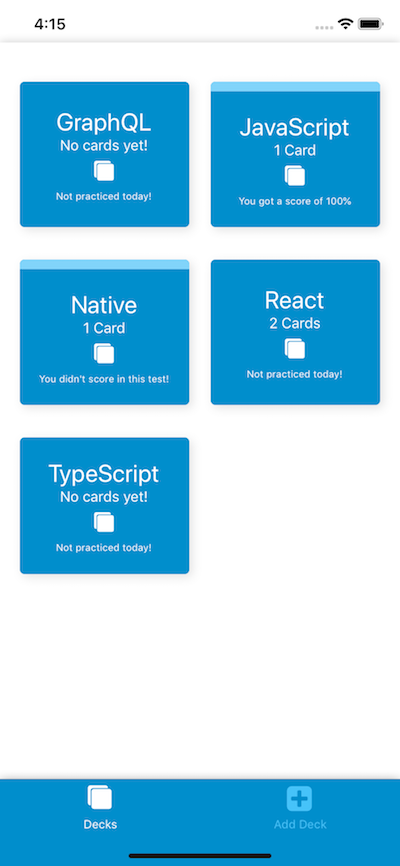 4:15
GraphQL
No cards yet!
Not practiced today!
JavaScript
1 Card
You got a score of 100%
Native
1 Card
You didn't score in this test!
React
2 Cards
Not practiced today!
TypeScript
No cards yet!
Not practiced today!
Decks
Add Deck